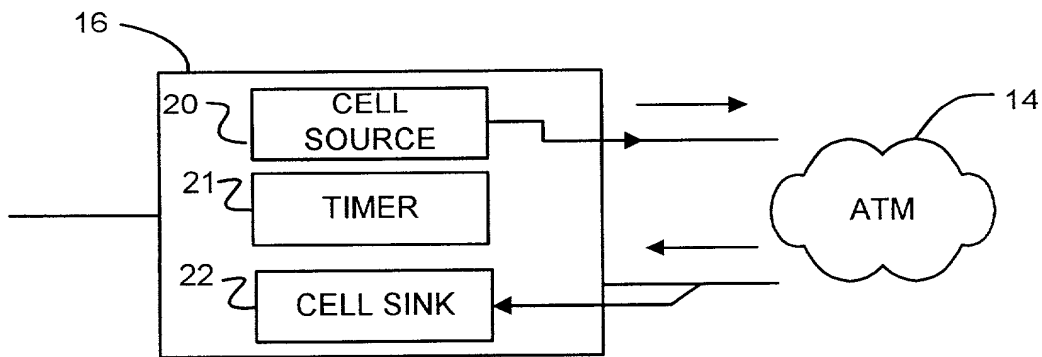 16
20
CELL
SOURCE
14
21
TIMER
ATM
22
CELL SINK